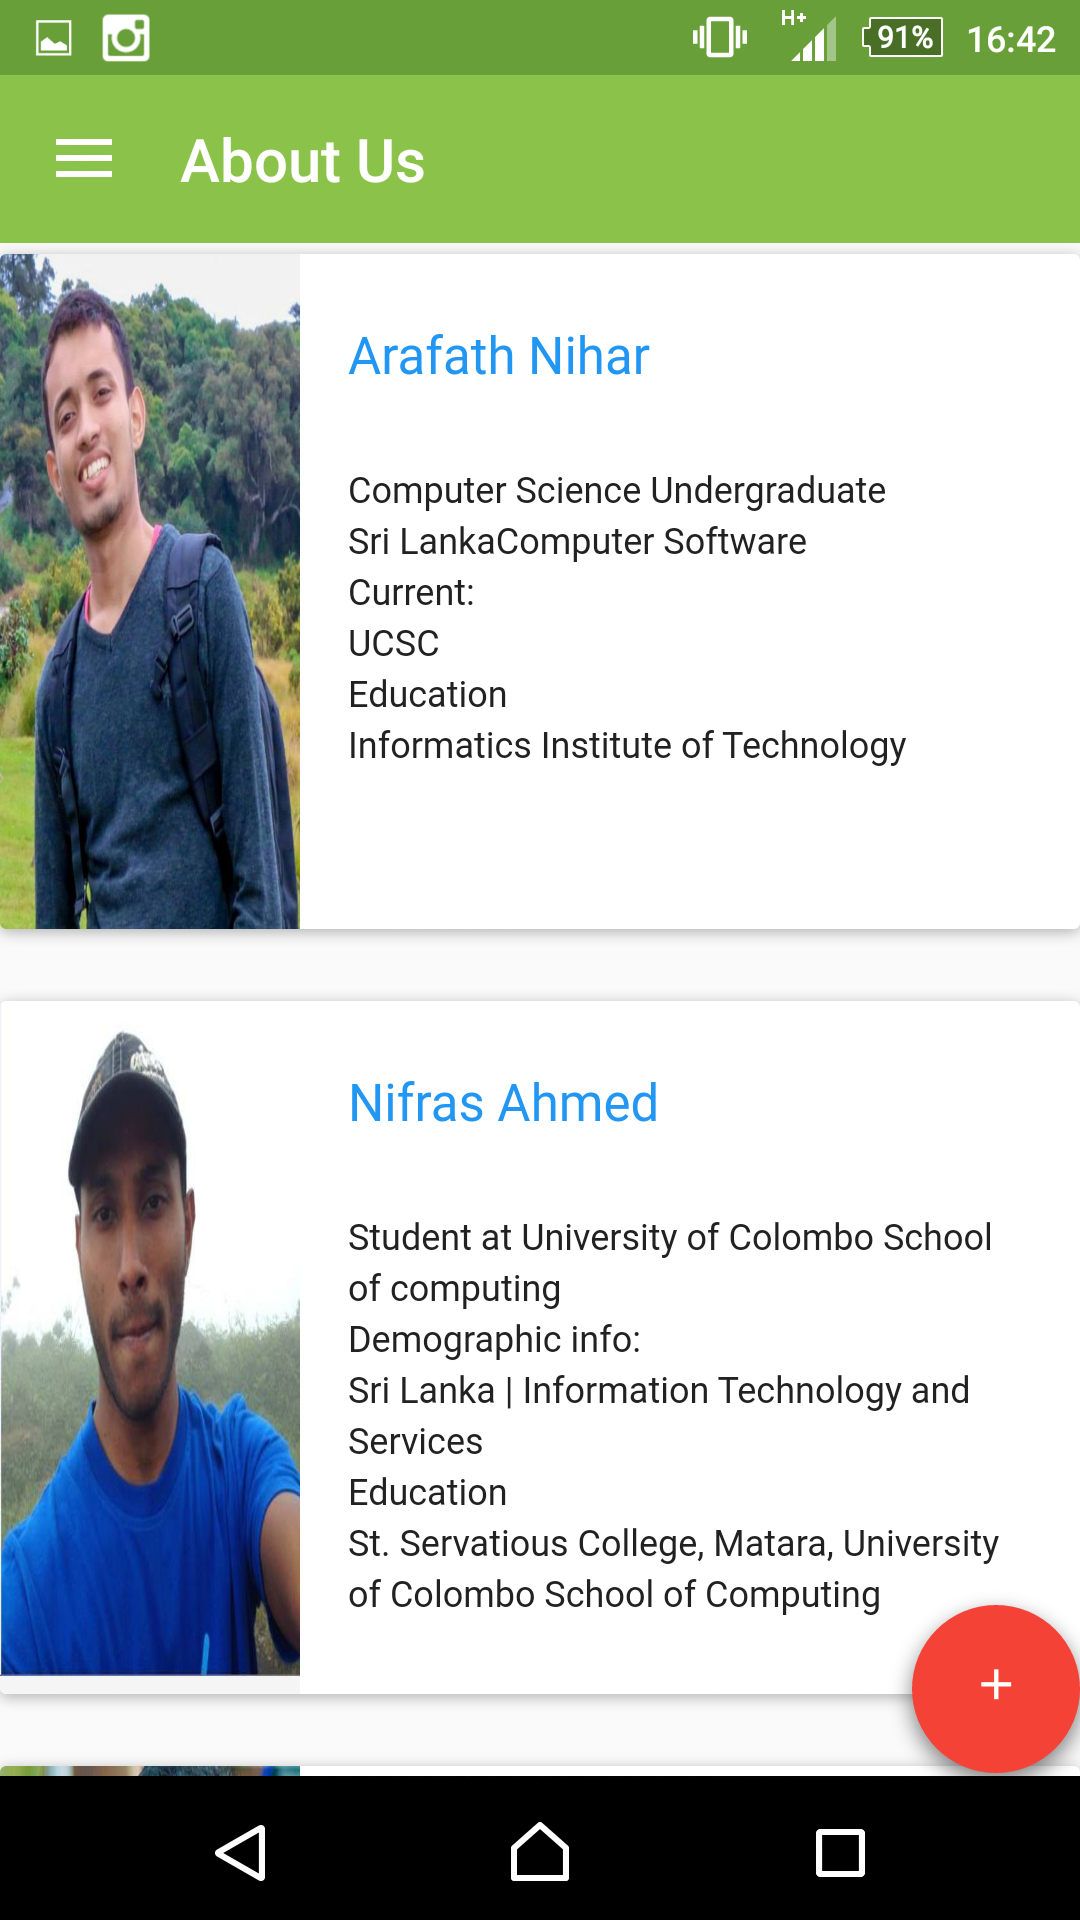 H+
91%
16:42
About Us
Arafath Nihar
Computer Science Undergraduate
Sri LankaComputer Software
Current:
UCSC
Education
Informatics Institute of Technology
Nifras Ahmed
Student at University of Colombo School
of computing
Demographic info:
Sri Lanka | Information Technology and
Services
Education
St. Servatious College, Matara, University
of Colombo School of Computing
+